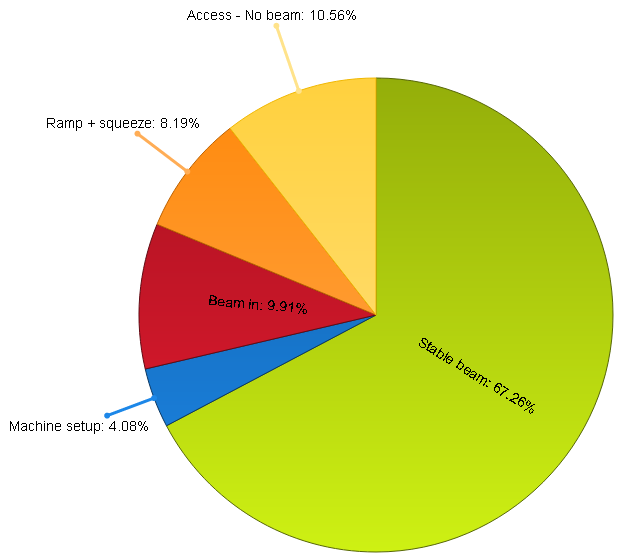 Access - No beam: 10.56%
Ramp + squeeze: 8.19%
Beam in: 9.91%
Stable beam: 67.26%
Machine setup: 4.08%